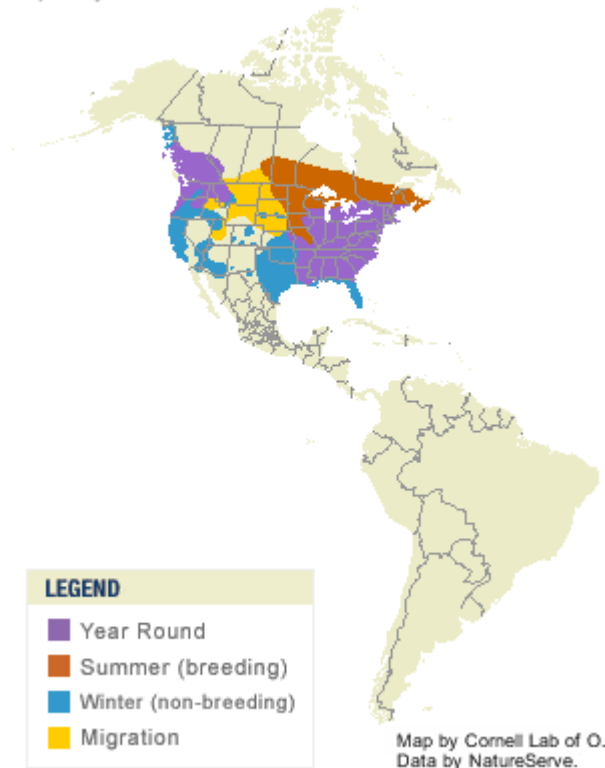 LEGEND
Year Round
Summer (breeding)
Winter (non-breeding)
Migration
Map by Cornell Lab of O.
Data by NatureServe.